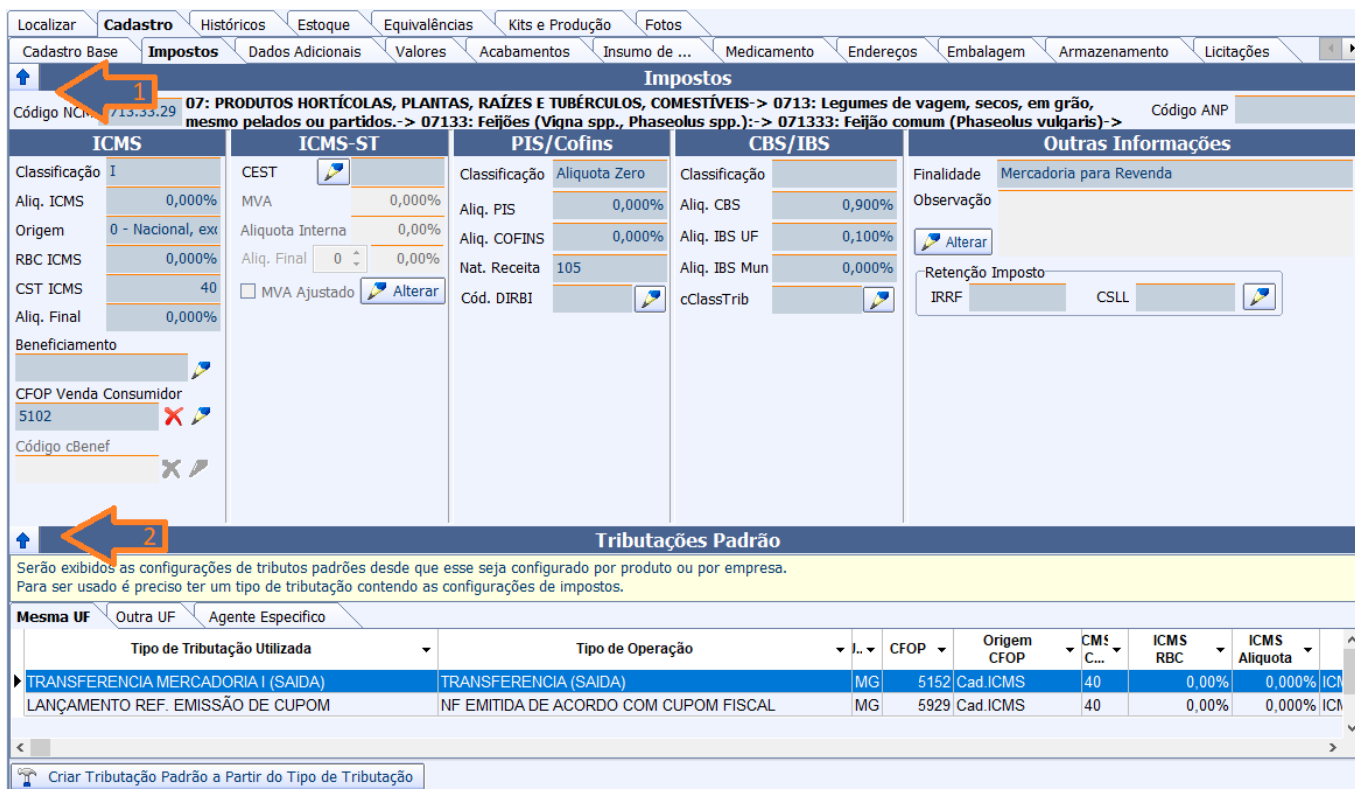 Localizar Cadastro Históricos Estoque Equivalências Kits e Produção Fotos
Cadastro Base Impostos Dados Adicionais Valores Acabamentos Insumo de ... Medicamento Endereços Embalagem Armazenamento Licitações
Impostos
1
Código NCM 713.33.29 07: PRODUTOS HORTÍCOLAS, PLANTAS, RAÍZES E TUBÉRCULOS, COMESTÍVEIS-> 0713: Legumes de vagem, secos, em grão, Código ANP
mesmo pelados ou partidos.-> 07133: Feijões (Vigna spp., Phaseolus spp.):-> 071333: Feijão comum (Phaseolus vulgaris)->
ICMS ICMS-ST PIS/Cofins CBS/IBS Outras Informações
Classificação I CEST Classificação Aliquota Zero Classificação Finalidade Mercadoria para Revenda
Aliq. ICMS 0,000% MVA 0,000% Aliq. PIS 0,000% Aliq. CBS 0,900% Observação
Origem 0 - Nacional, exc Aliquota Interna 0,00% Aliq. COFINS 0,000% Aliq. IBS UF 0,100% Alterar
RBC ICMS 0,000% Aliq. Final 0 0,00% Nat. Receita 105 Aliq. IBS Mun 0,000% Retenção Imposto
CST ICMS 40 MVA Ajustado Alterar Cód. DIRBI cClassTrib IRRF CSLL
Aliq. Final 0,000%
Beneficiamento
CFOP Venda Consumidor
5102
Código cBenef
2
Tributações Padrão
Serão exibidos as configurações de tributos padrões desde que esse seja configurado por produto ou por empresa.
Para ser usado é preciso ter um tipo de tributação contendo as configurações de impostos.
Mesma UF Outra UF Agente Especifico
Tipo de Tributação Utilizada Tipo de Operação J.. CFOP Origem CFOP CMS C... ICMS RBC ICMS Aliquota
TRANSFERENCIA MERCADORIA I (SAIDA) TRANSFERENCIA (SAIDA) MG 5152 Cad.ICMS 40 0,00% 0,000% ICM
LANÇAMENTO REF. EMISSÃO DE CUPOM NF EMITIDA DE ACORDO COM CUPOM FISCAL MG 5929 Cad.ICMS 40 0,00% 0,000% ICM
Criar Tributação Padrão a Partir do Tipo de Tributação